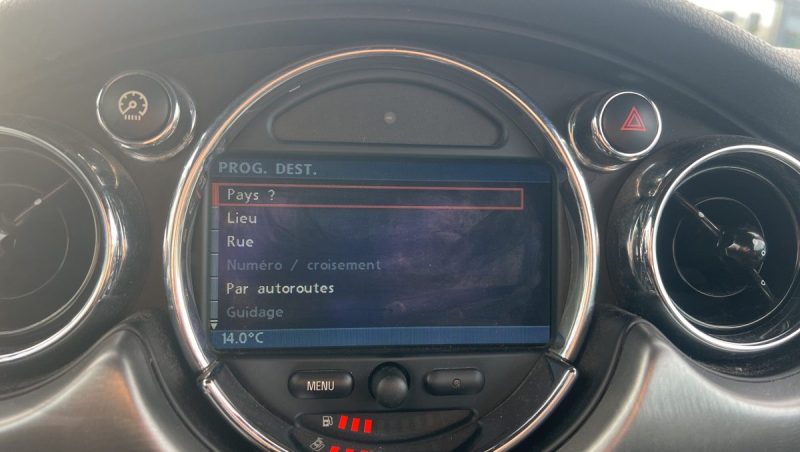 PROG. DEST.
Pays ?
Lieu
Rue
Numéro / croisement
Par autoroutes
Guidage
14.0°C
MENU